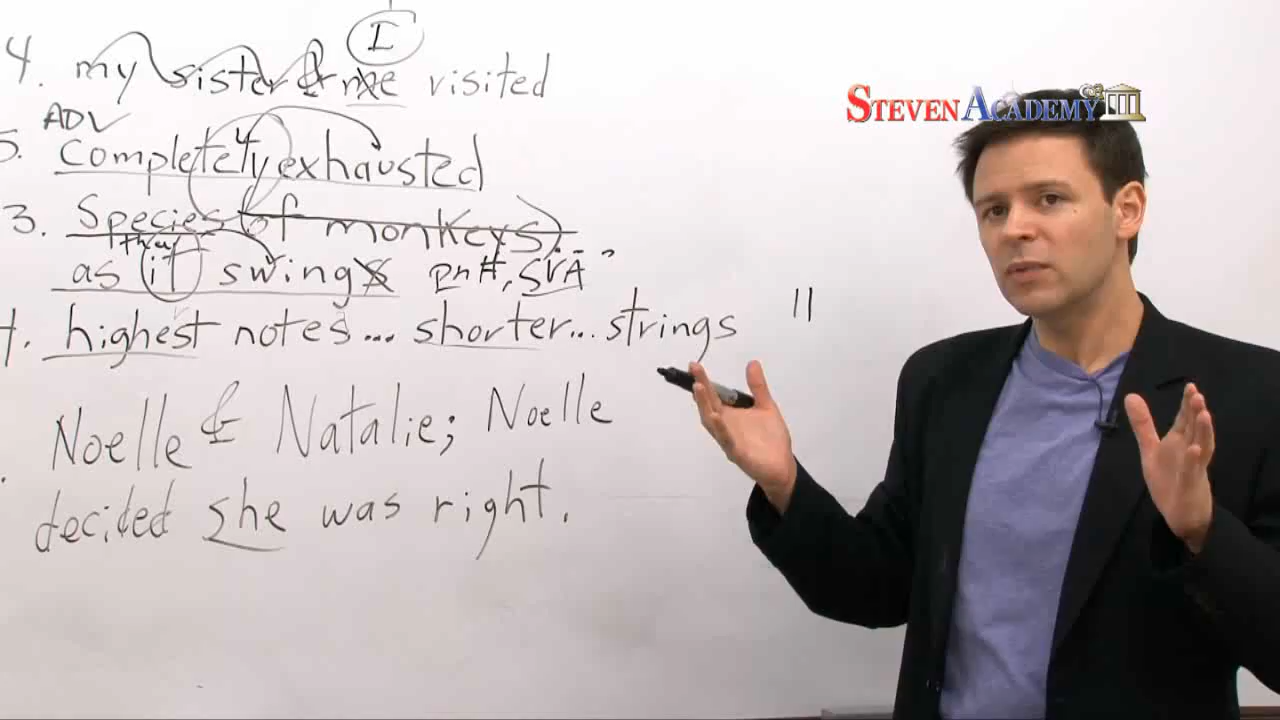 I
4. my sister & me visited
ADV
5. Completely exhausted
3. Species (of monkeys)...
they
as it swings pn#, SVA
4. highest notes... shorter... strings ||
Noelle & Natalie; Noelle
decided she was right.
STEVEN ACADEMY